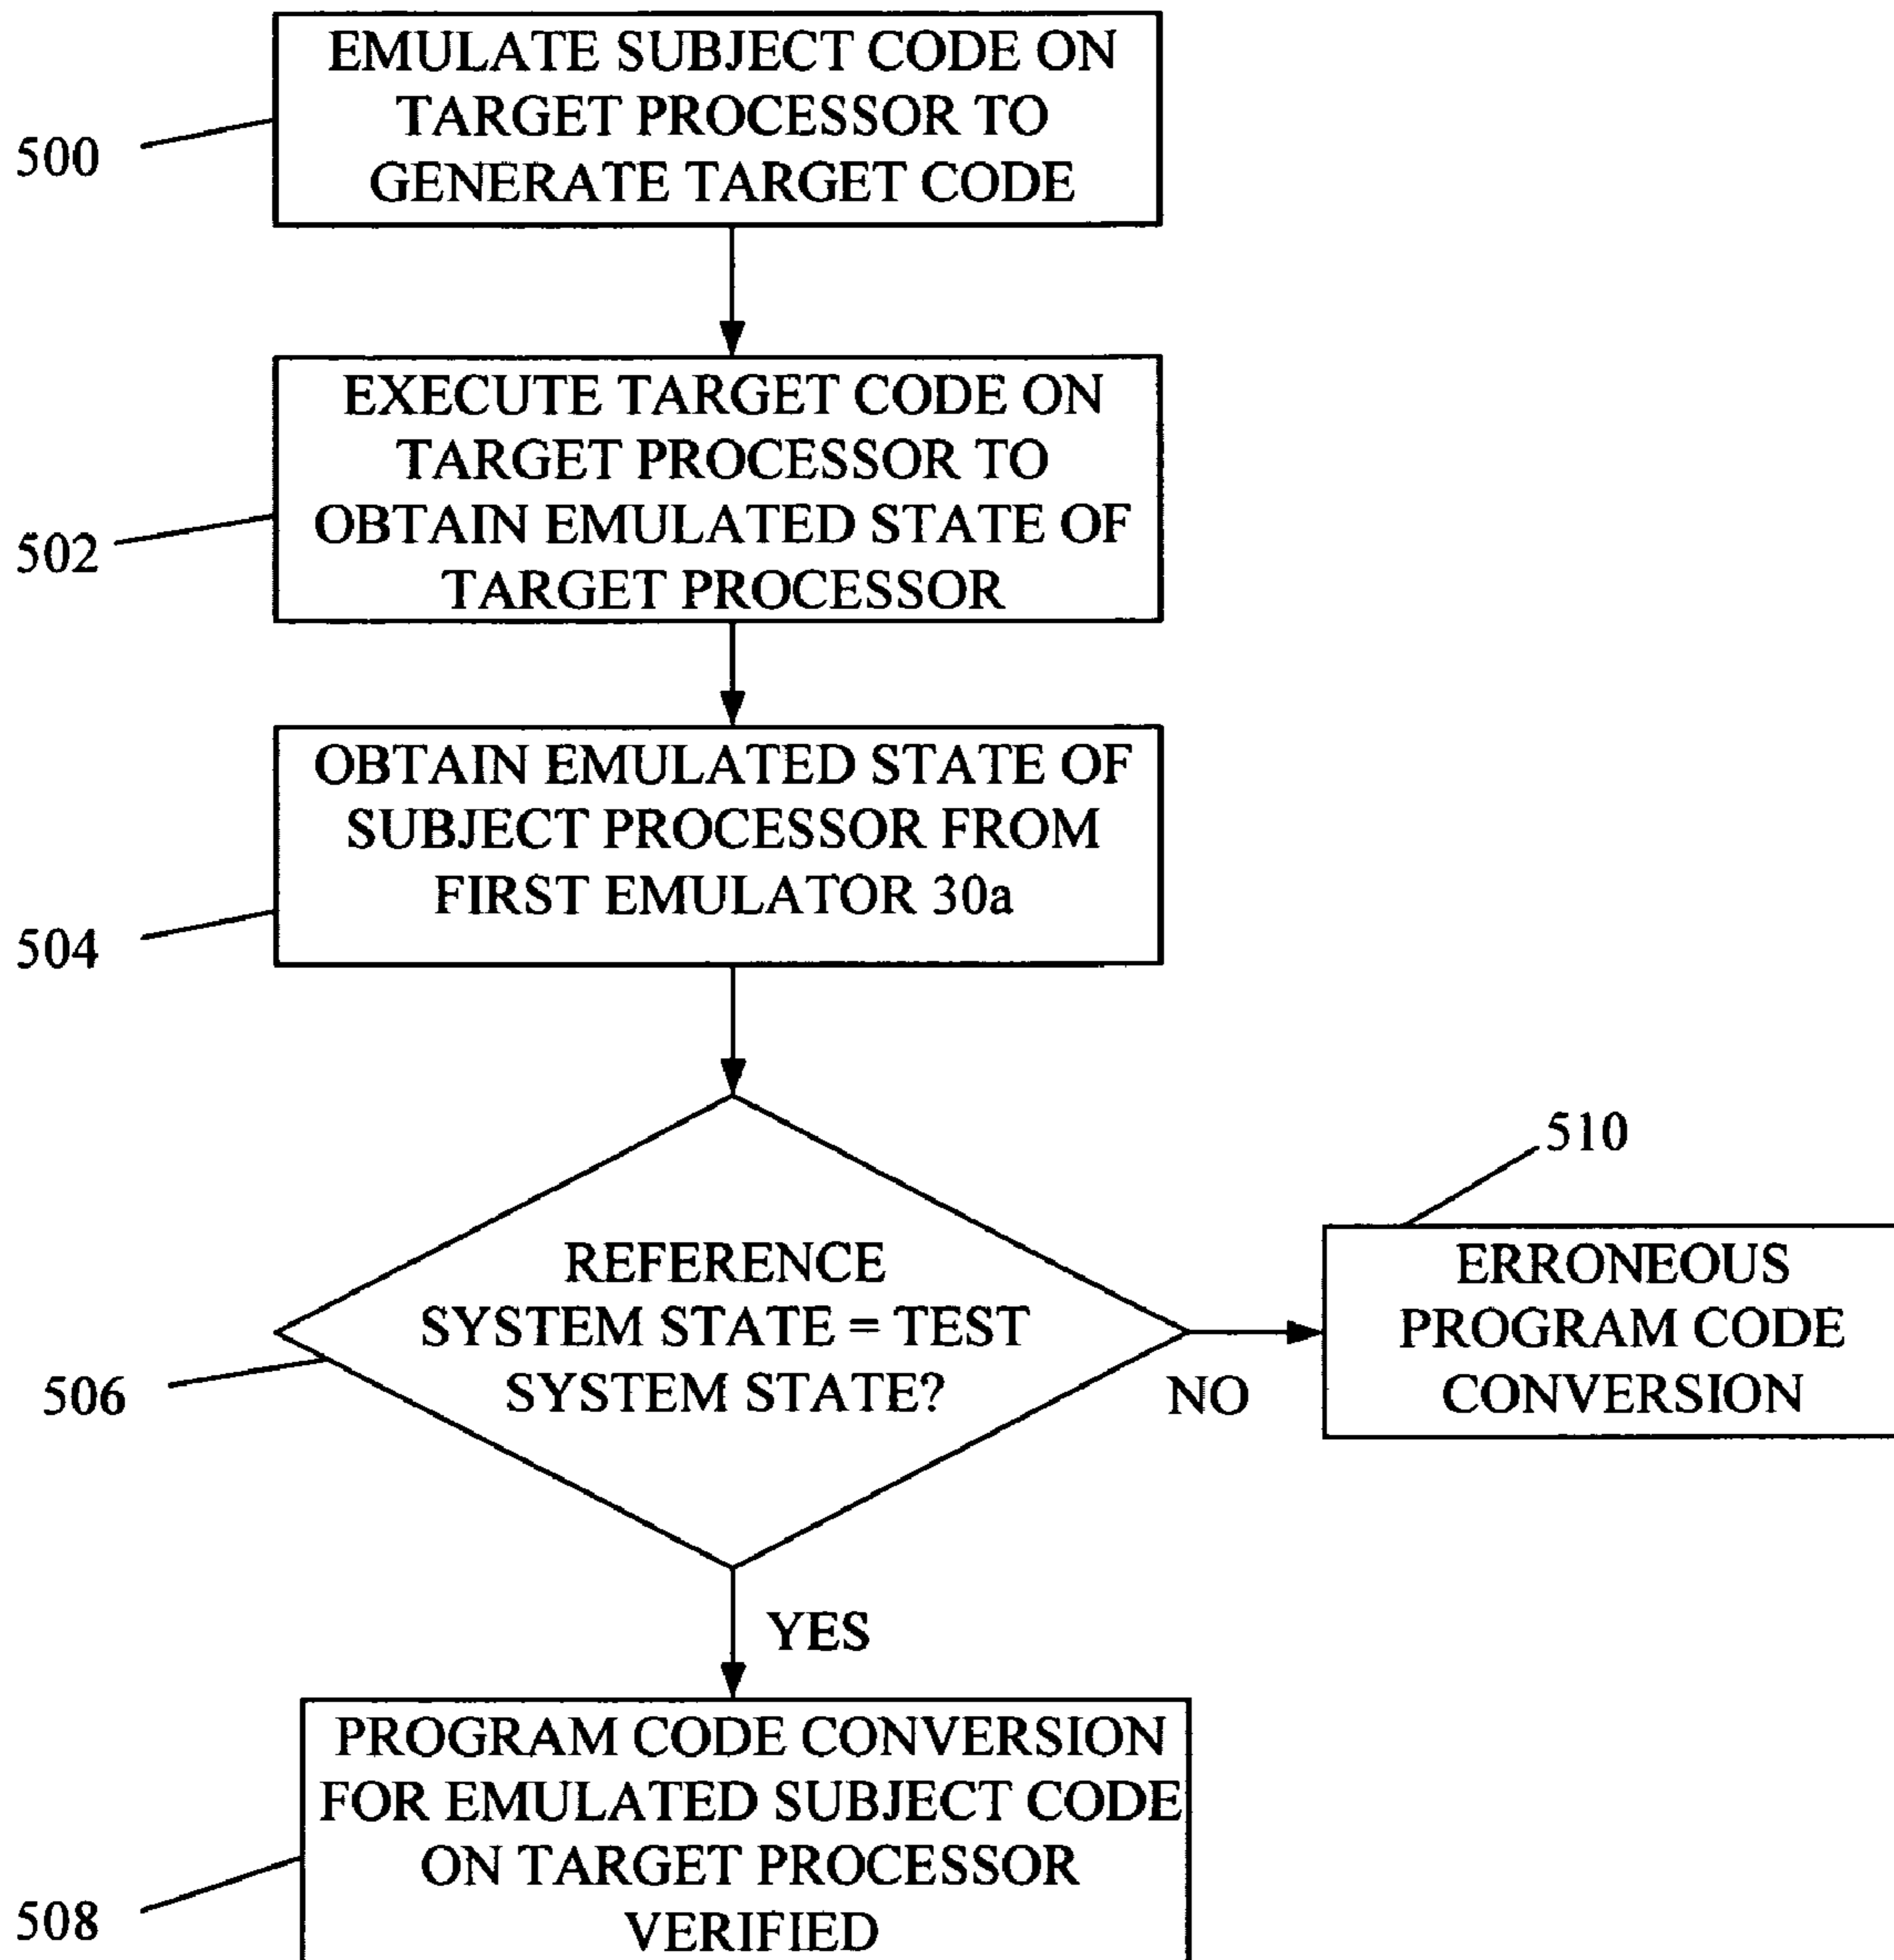 EMULATE SUBJECT CODE ON
TARGET PROCESSOR TO
GENERATE TARGET CODE
500
EXECUTE TARGET CODE ON
TARGET PROCESSOR TO
OBTAIN EMULATED STATE OF
TARGET PROCESSOR
502
OBTAIN EMULATED STATE OF
SUBJECT PROCESSOR FROM
FIRST EMULATOR 30a
504
REFERENCE
SYSTEM STATE = TEST
SYSTEM STATE?
506
NO
510
ERRONEOUS
PROGRAM CODE
CONVERSION
YES
PROGRAM CODE CONVERSION
FOR EMULATED SUBJECT CODE
ON TARGET PROCESSOR
VERIFIED
508